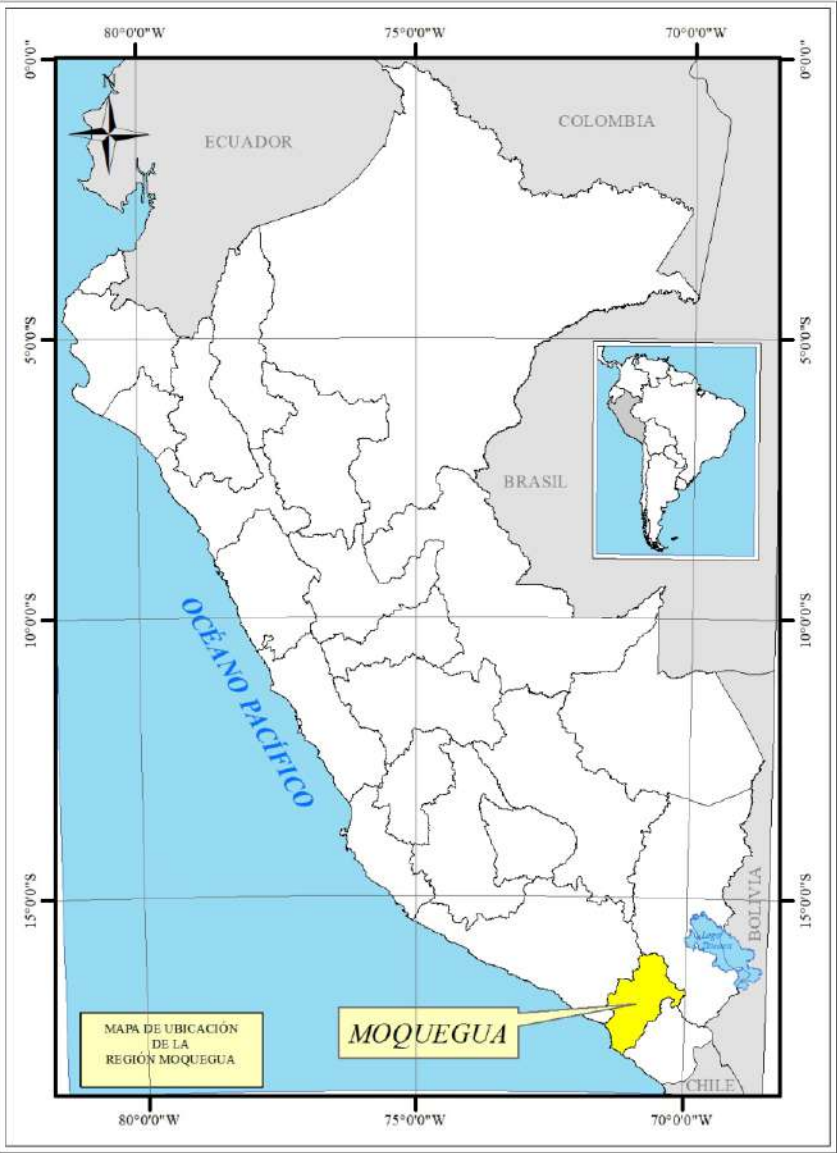 80°0'0"W
75°0'0"W
70°0'0"W
0°0'0"
0°0'0"
N
ECUADOR
COLOMBIA
5°0'0"S
5°0'0"S
BRASIL
10°0'0"S
10°0'0"S
OCÉANO PACÍFICO
15°0'0"S
15°0'0"S
BOLIVIA
Lago
Titicaca
MOQUEGUA
MAPA DE UBICACIÓN
DE LA
REGIÓN MOQUEGUA
CHILE
80°0'0"W
75°0'0"W
70°0'0"W